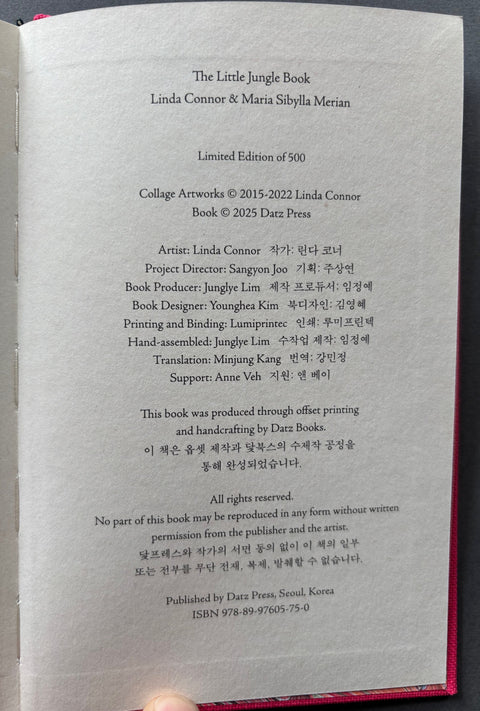 The Little Jungle Book
Linda Connor & Maria Sibylla Merian
Limited Edition of 500
Collage Artworks © 2015-2022 Linda Connor
Book © 2025 Datz Press
Artist: Linda Connor 작가: 린다 코너
Project Director: Sangyon Joo 기획: 주상연
Book Producer: Junglye Lim 제작 프로듀서: 임정예
Book Designer: Younghea Kim 북디자인: 김영혜
Printing and Binding: Lumiprintec 인쇄: 루미프린텍
Hand-assembled: Junglye Lim 수작업 제작: 임정예
Translation: Minjung Kang 번역: 강민정
Support: Anne Veh 지원: 앤 베이
This book was produced through offset printing
and handcrafting by Datz Books.
이 책은 옵셋 제작과 닻북스의 수제작 공정을
통해 완성되었습니다.
All rights reserved.
No part of this book may be reproduced in any form without written
permission from the publisher and the artist.
닻프레스와 작가의 서면 동의 없이 이 책의 일부
또는 전부를 무단 전재, 복제, 발췌할 수 없습니다.
Published by Datz Press, Seoul, Korea
ISBN 978-89-97605-75-0